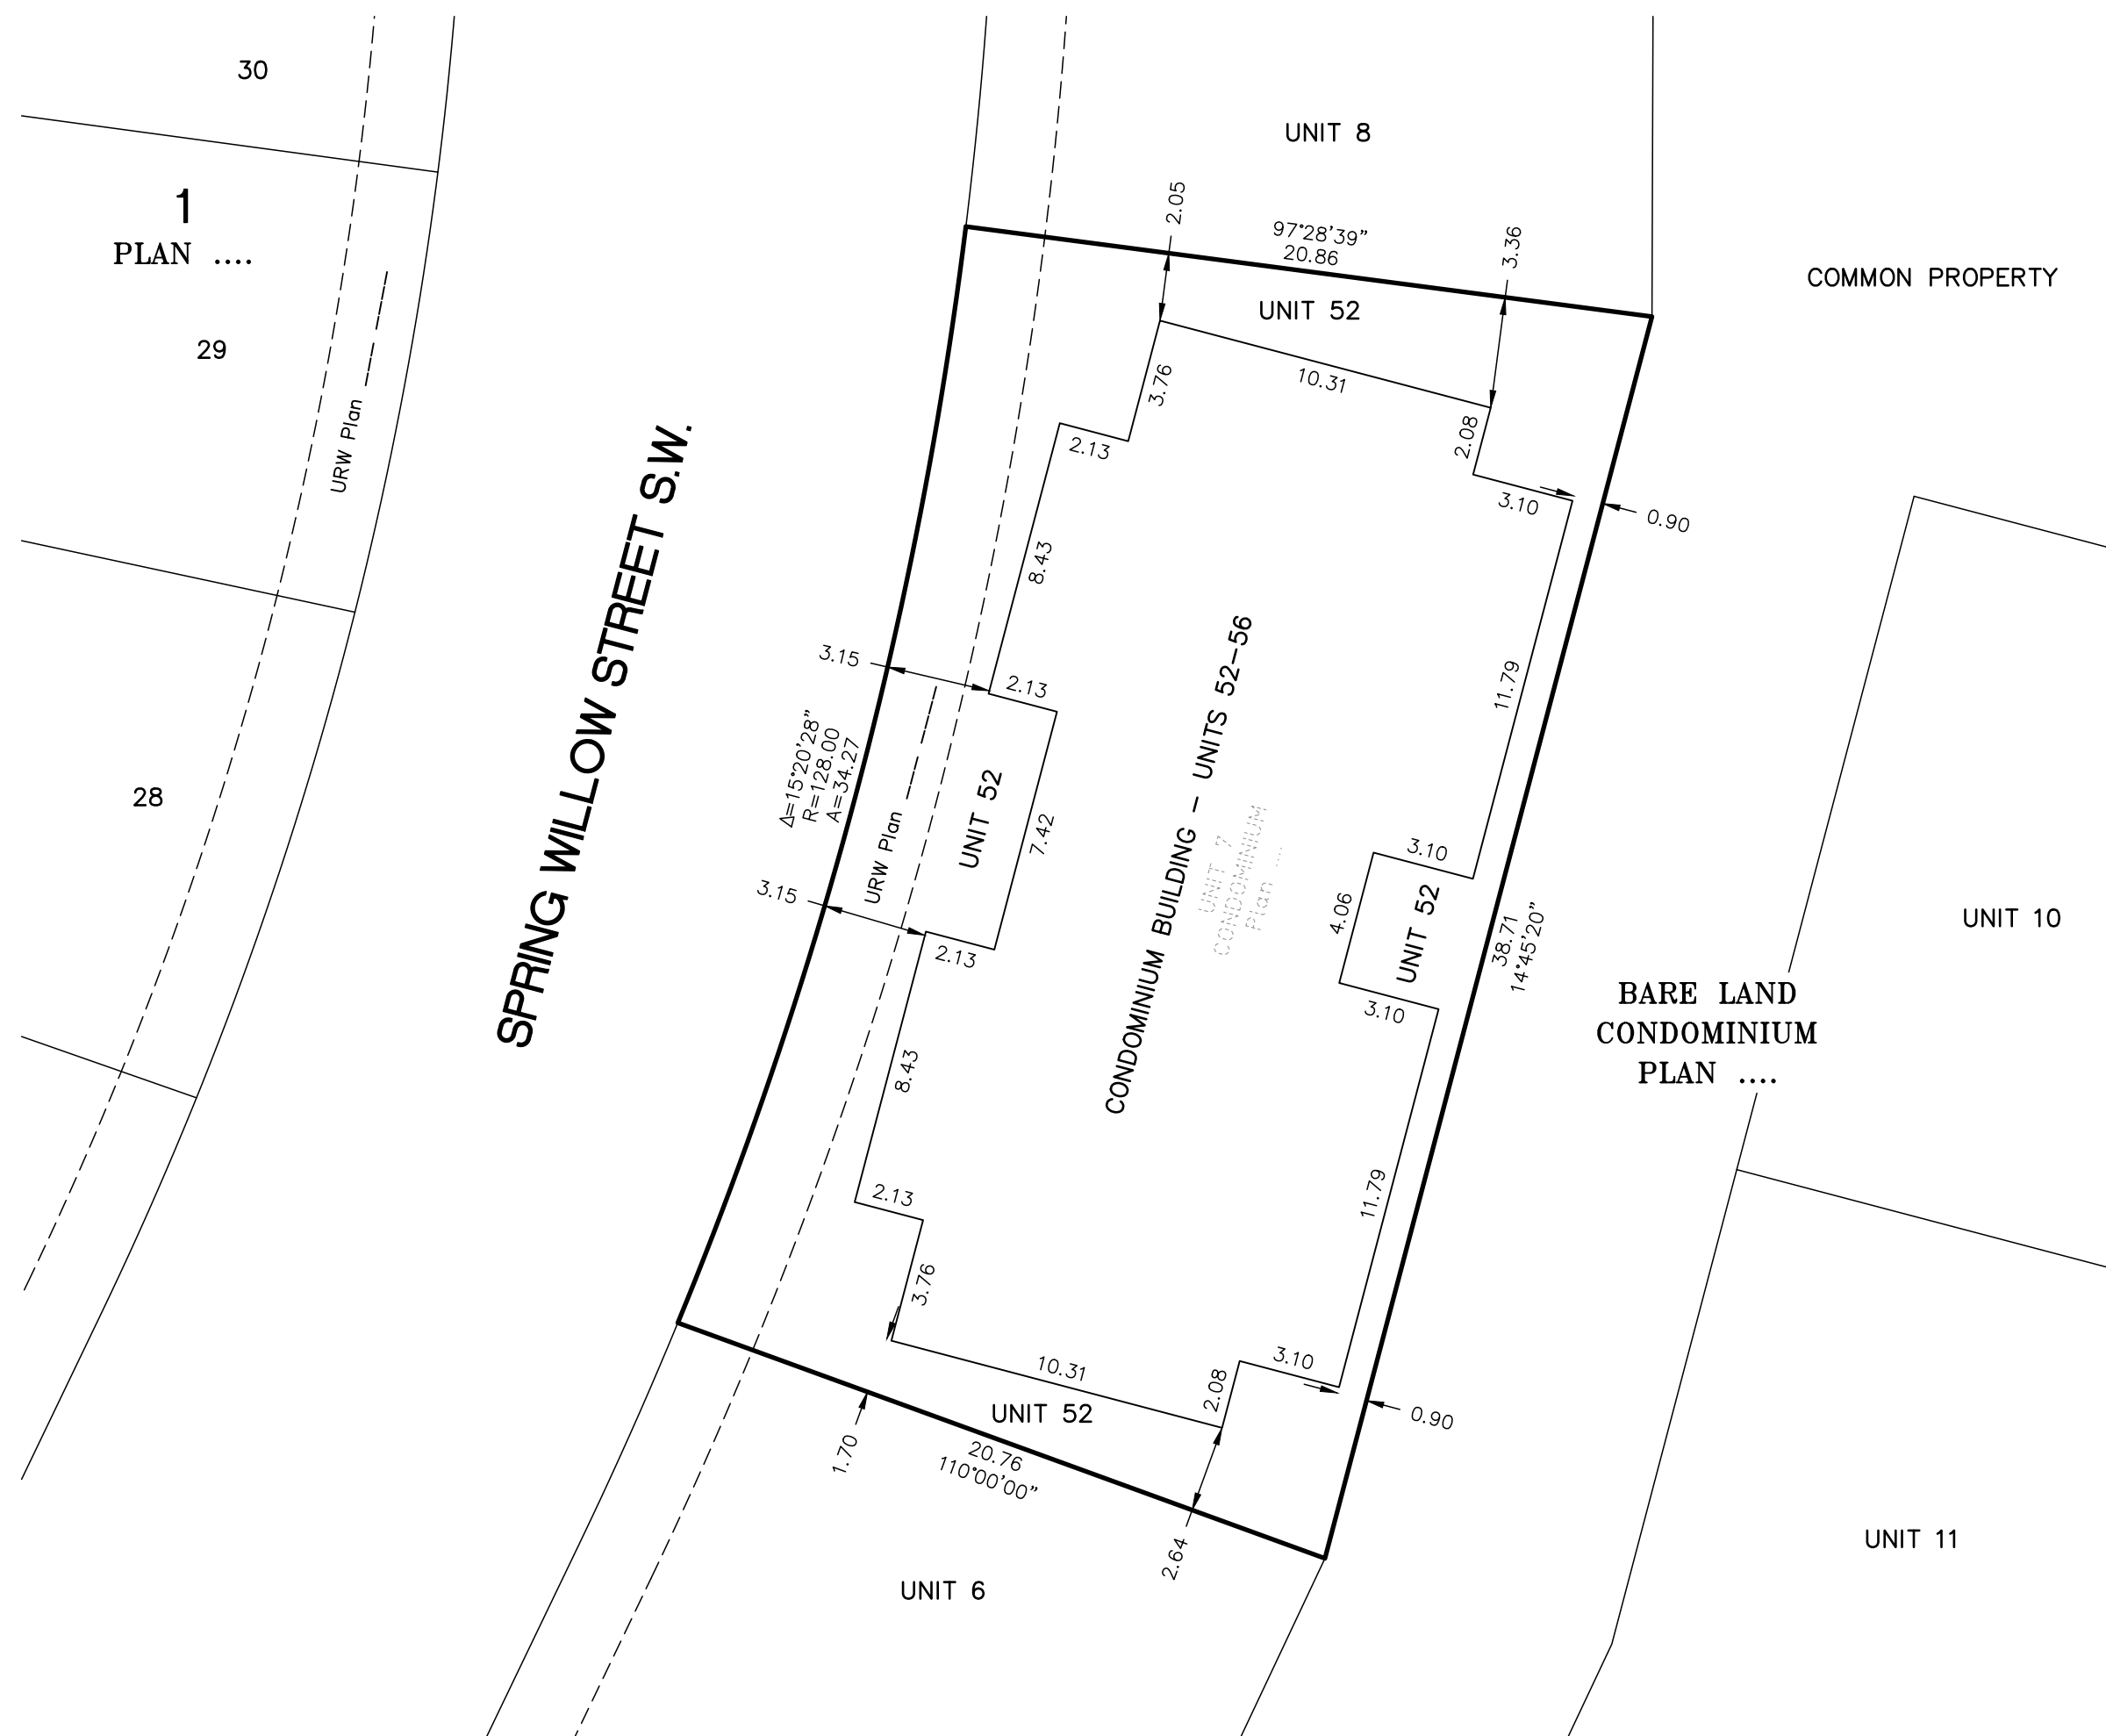 30
UNIT 8
1
PLAN ....
2.05
97°28'39"
20.86
3.36
COMMON PROPERTY
UNIT 52
29
URW Plan
10.31
3.76
2.13
2.08
3.10
0.90
SPRING WILLOW STREET S.W.
8.43
3.15
2.13
11.79
CONDOMINIUM BUILDING - UNITS 52-56
Δ=15°20'28"
R=128.00
A=34.27
28
URW Plan
UNIT 52
7.42
UNIT 7
CONDOMINIUM
Plan ....
3.10
4.06
UNIT 52
3.15
2.13
38.71
14°45'20"
UNIT 10
3.10
BARE LAND
CONDOMINIUM
PLAN ....
8.43
2.13
11.79
3.76
10.31
3.10
2.08
UNIT 52
0.90
1.70
20.76
110°00'00"
2.64
UNIT 6
UNIT 11